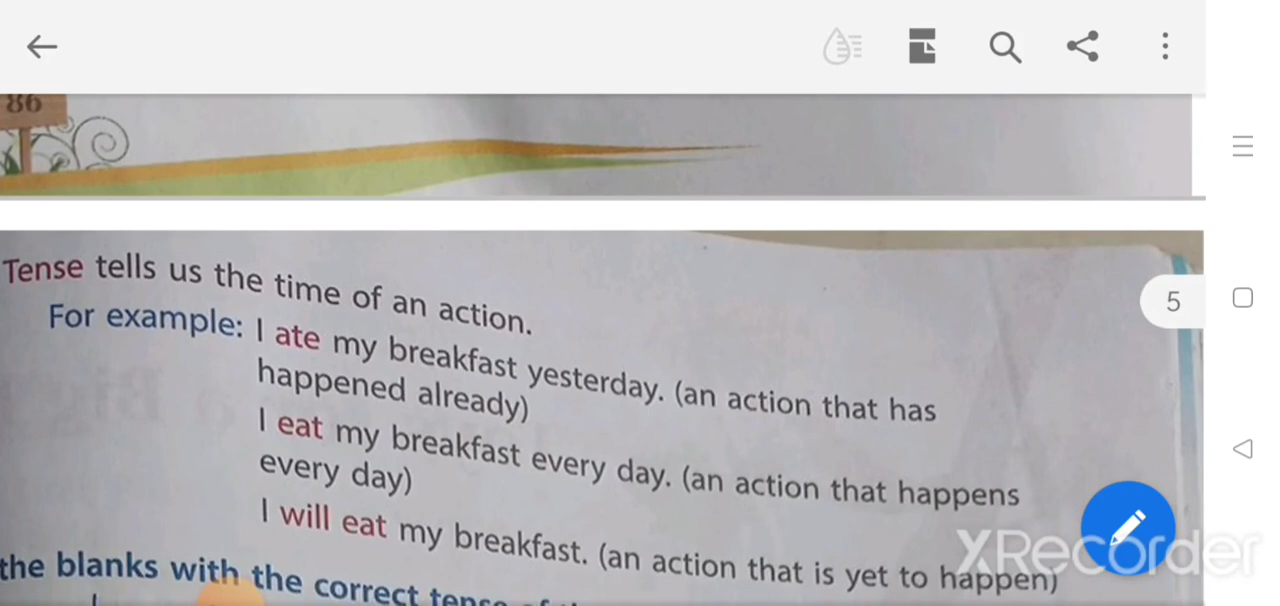 86
Tense tells us the time of an action.
For example: I ate my breakfast yesterday. (an action that has
happened already)
I eat my breakfast every day. (an action that happens
every day)
I will eat my breakfast. (an action that is yet to happen)
the blanks with the correct tense of
5
XRecorder